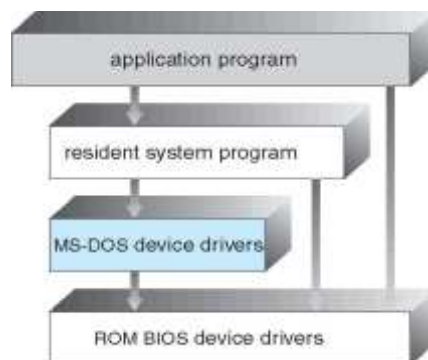 application program
resident system program
MS-DOS device drivers
ROM BIOS device drivers